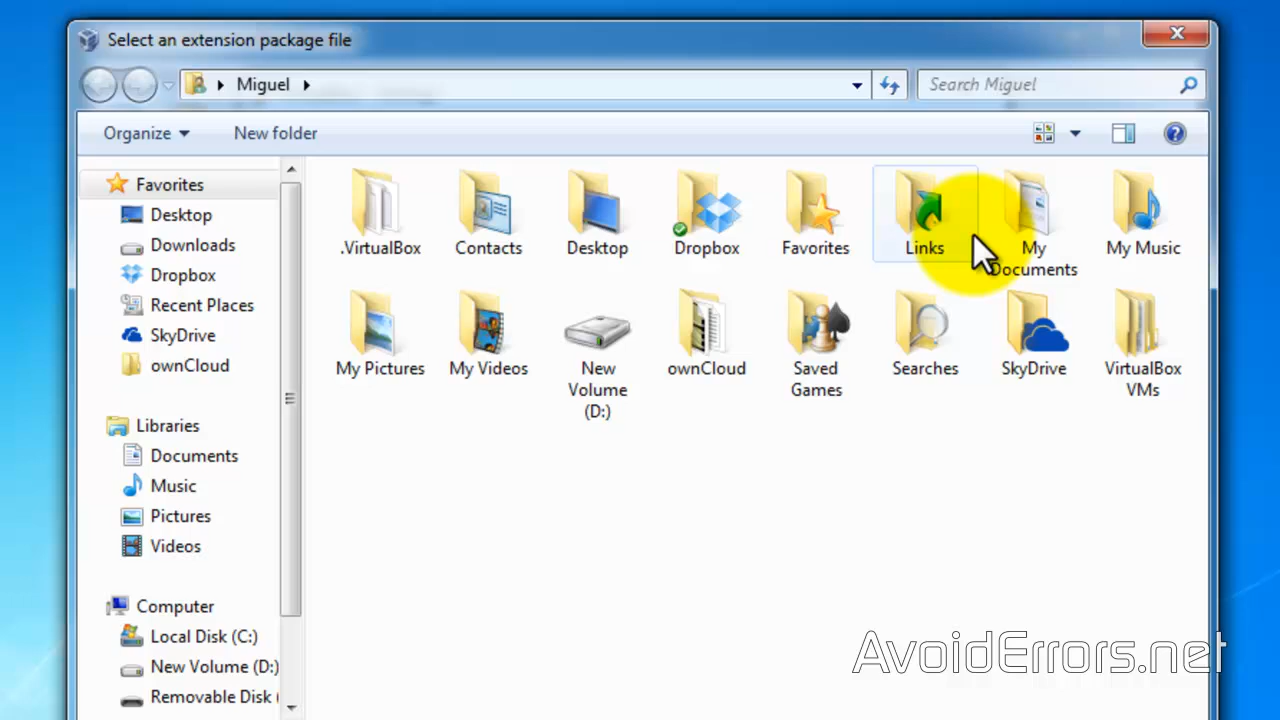 Select an extension package file
Miguel
Search Miguel
Organize
New folder
Favorites
Desktop
Downloads
Dropbox
Recent Places
SkyDrive
ownCloud
Libraries
Documents
Music
Pictures
Videos
Computer
Local Disk (C:)
New Volume (D:)
Removable Disk (
.VirtualBox
Contacts
Desktop
Dropbox
Favorites
Links
My
Documents
My Music
My Pictures
My Videos
New
Volume
(D:)
ownCloud
Saved
Games
Searches
SkyDrive
VirtualBox
VMs
AvoidErrors.net